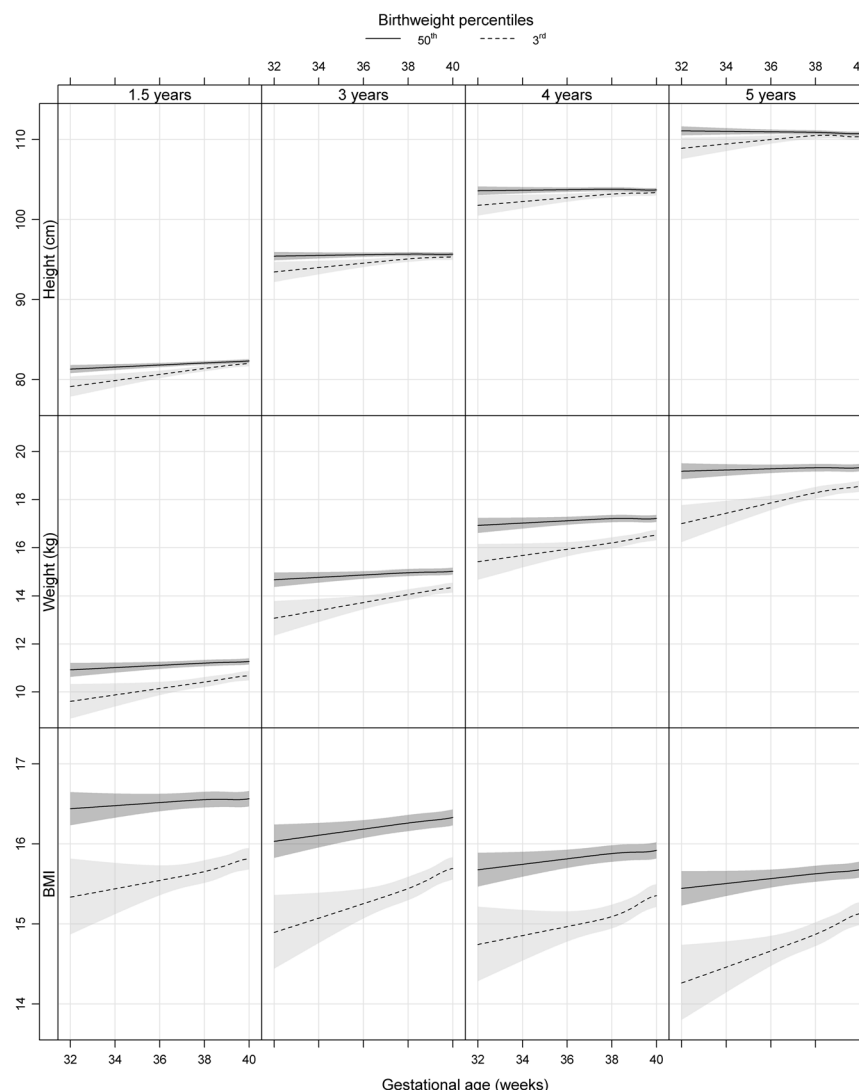 Birthweight percentiles
50th 3rd
32 34 36 38 40 32 34 36 38 4
1.5 years 3 years 4 years 5 years
Height (cm)
110
100
90
80
Weight (kg)
20
18
16
14
12
10
BMI
17
16
15
14
32 34 36 38 40 32 34 36 38 40
Gestational age (weeks)